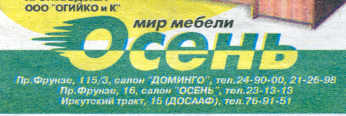 ООО "ОГИЙКО и К"
мир мебели
Осень
Пр.Фрунзе, 115/3, салон "ДОМИНГО", тел.24-90-00, 21-26-98
Пр.Фрунзе, 16, салон "ОСЕНЬ", тел.23-13-13
Иркутский тракт, 15 (ДОСААФ), тел.76-91-51